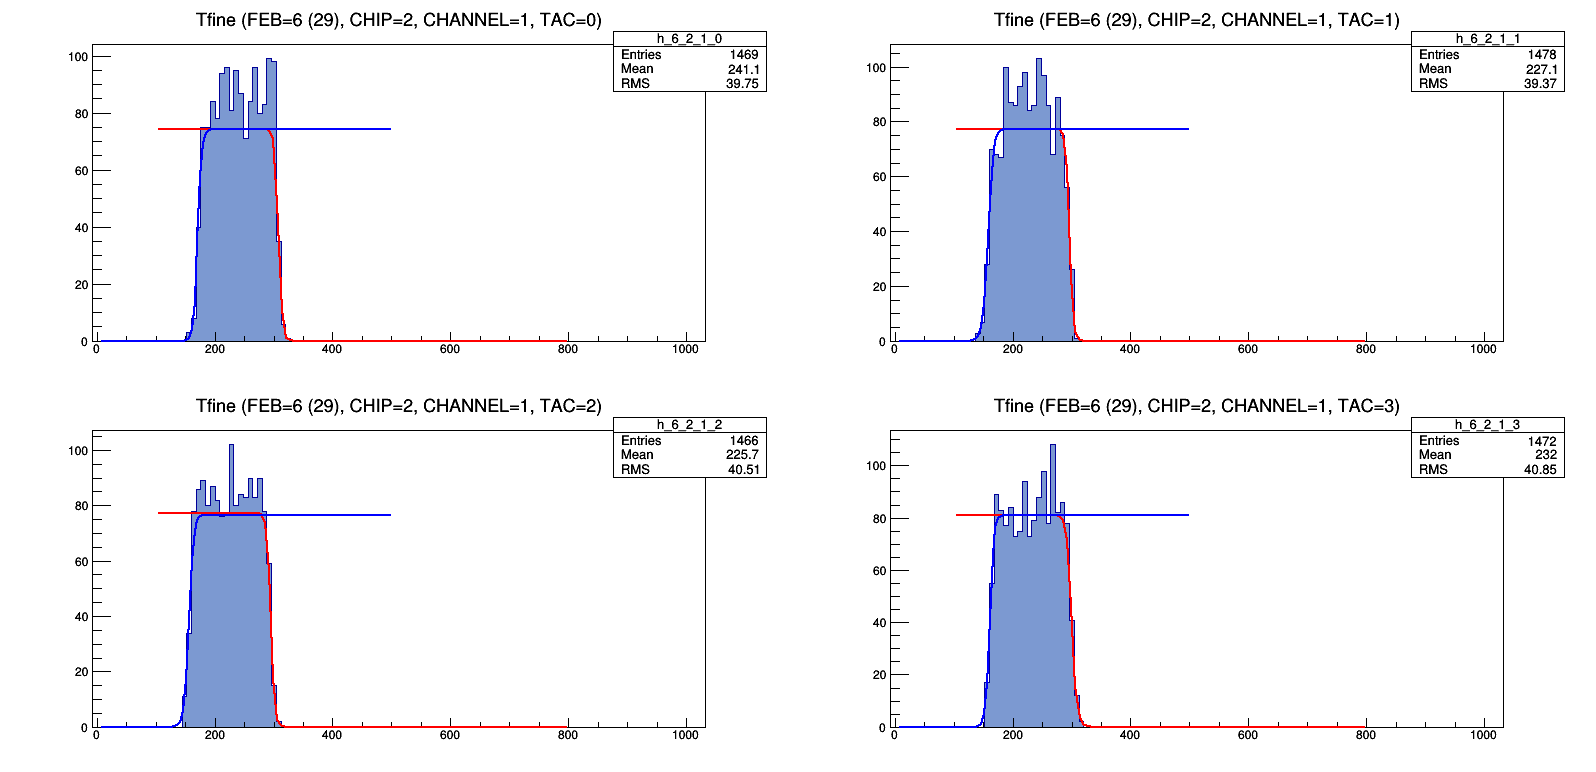 Tfine (FEB=6 (29), CHIP=2, CHANNEL=1, TAC=0)
h_6_2_1_0
Entries 1469
Mean 241.1
RMS 39.75
100
80
60
40
20
0
0 200 400 600 800 1000
Tfine (FEB=6 (29), CHIP=2, CHANNEL=1, TAC=1)
h_6_2_1_1
Entries 1478
Mean 227.1
RMS 39.37
100
80
60
40
20
0
0 200 400 600 800 1000
Tfine (FEB=6 (29), CHIP=2, CHANNEL=1, TAC=2)
h_6_2_1_2
Entries 1466
Mean 225.7
RMS 40.51
100
80
60
40
20
0
0 200 400 600 800 1000
Tfine (FEB=6 (29), CHIP=2, CHANNEL=1, TAC=3)
h_6_2_1_3
Entries 1472
Mean 232
RMS 40.85
100
80
60
40
20
0
0 200 400 600 800 1000